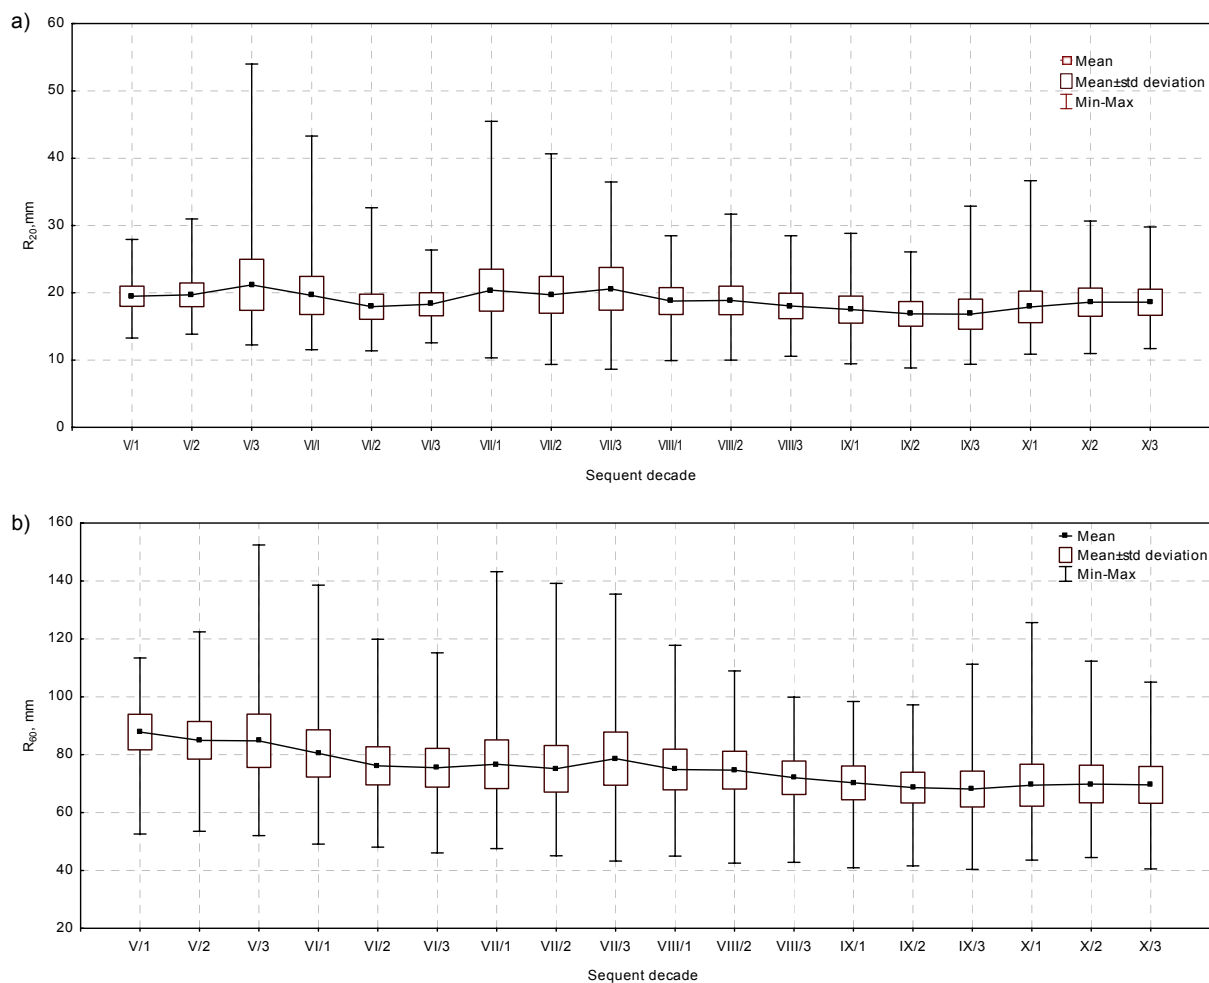 a)
60
50
40
30
20
10
0
R20,mm
Mean
Mean±std deviation
Min-Max
V/1 V/2 V/3 VI/I VI/2 VI/3 VII/1 VII/2 VII/3 VIII/1 VIII/2 VIII/3 IX/1 IX/2 IX/3 X/1 X/2 X/3
Sequent decade
b)
160
140
120
100
80
60
40
20
R60, mm
Mean
Mean±std deviation
Min-Max
V/1 V/2 V/3 VI/1 VI/2 VI/3 VII/1 VII/2 VII/3 VIII/1 VIII/2 VIII/3 IX/1 IX/2 IX/3 X/1 X/2 X/3
Sequent decade